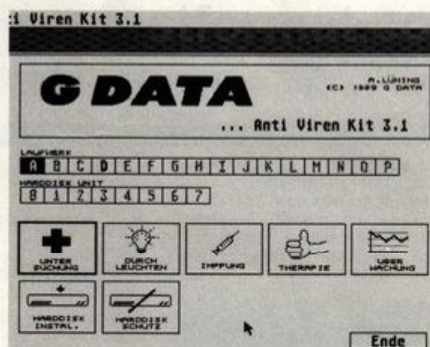 ti Viren Kit 3.1
G DATA
A.LÜNING
(C) 1989 G DATA
... Anti Viren Kit 3.1
LAUFWERK
A B C D E F G H I J K L M N O P
HARDDISK UNIT
0 1 2 3 4 5 6 7
UNTER SUCHUNG
DURCH LEUCHTEN
IMPFUNG
THERAPIE
ÜBER WACHUNG
HARDDISK INSTAL.
HARDDISK SCHUTZ
Ende